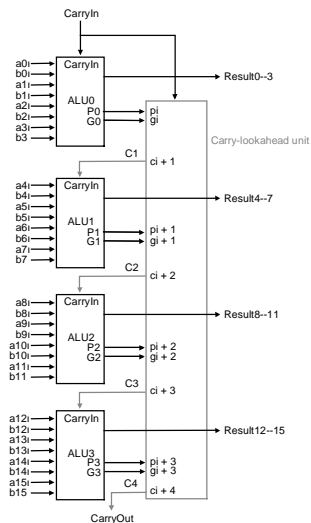 CarryIn
a0 CarryIn
b0
a1 Result0--3
b1
a2 ALU0
b2 P0 pi
a3 G0 gi
b3
Carry-lookahead unit
C1 ci + 1
a4 CarryIn
b4
a5 Result4--7
b5
a6 ALU1
b6 P1 pi + 1
a7 G1 gi + 1
b7
C2 ci + 2
a8 CarryIn
b8
a9 Result8--11
b9
a10 ALU2
b10 P2 pi + 2
a11 G2 gi + 2
b11
C3 ci + 3
a12 CarryIn
b12
a13 Result12--15
b13
a14 ALU3
b14 P3 pi + 3
a15 G3 gi + 3
b15
C4 ci + 4
CarryOut